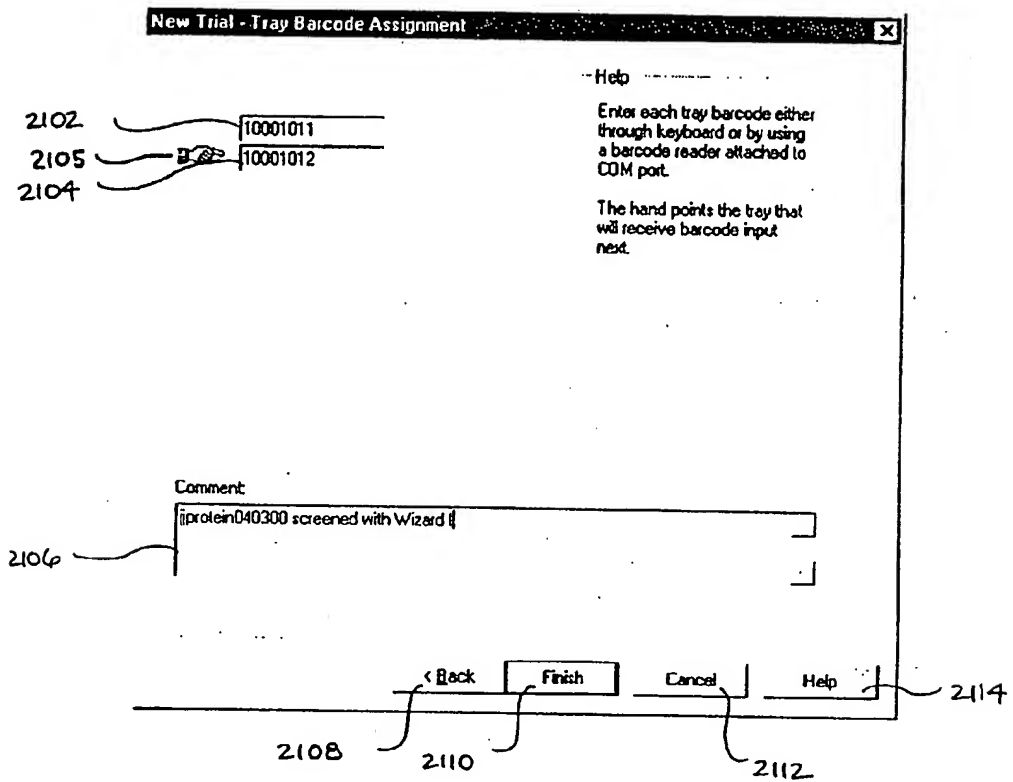 New Trial - Tray Barcode Assignment
Help
Enter each tray barcode either
through keyboard or by using
a barcode reader attached to
COM port.
The hand points the tray that
will receive barcode input
next.
2102
10001011
2105
10001012
2104
Comment:
screened with Wizard
2106
< Back
Finish
Cancel
Help
2114
2108
2110
2112